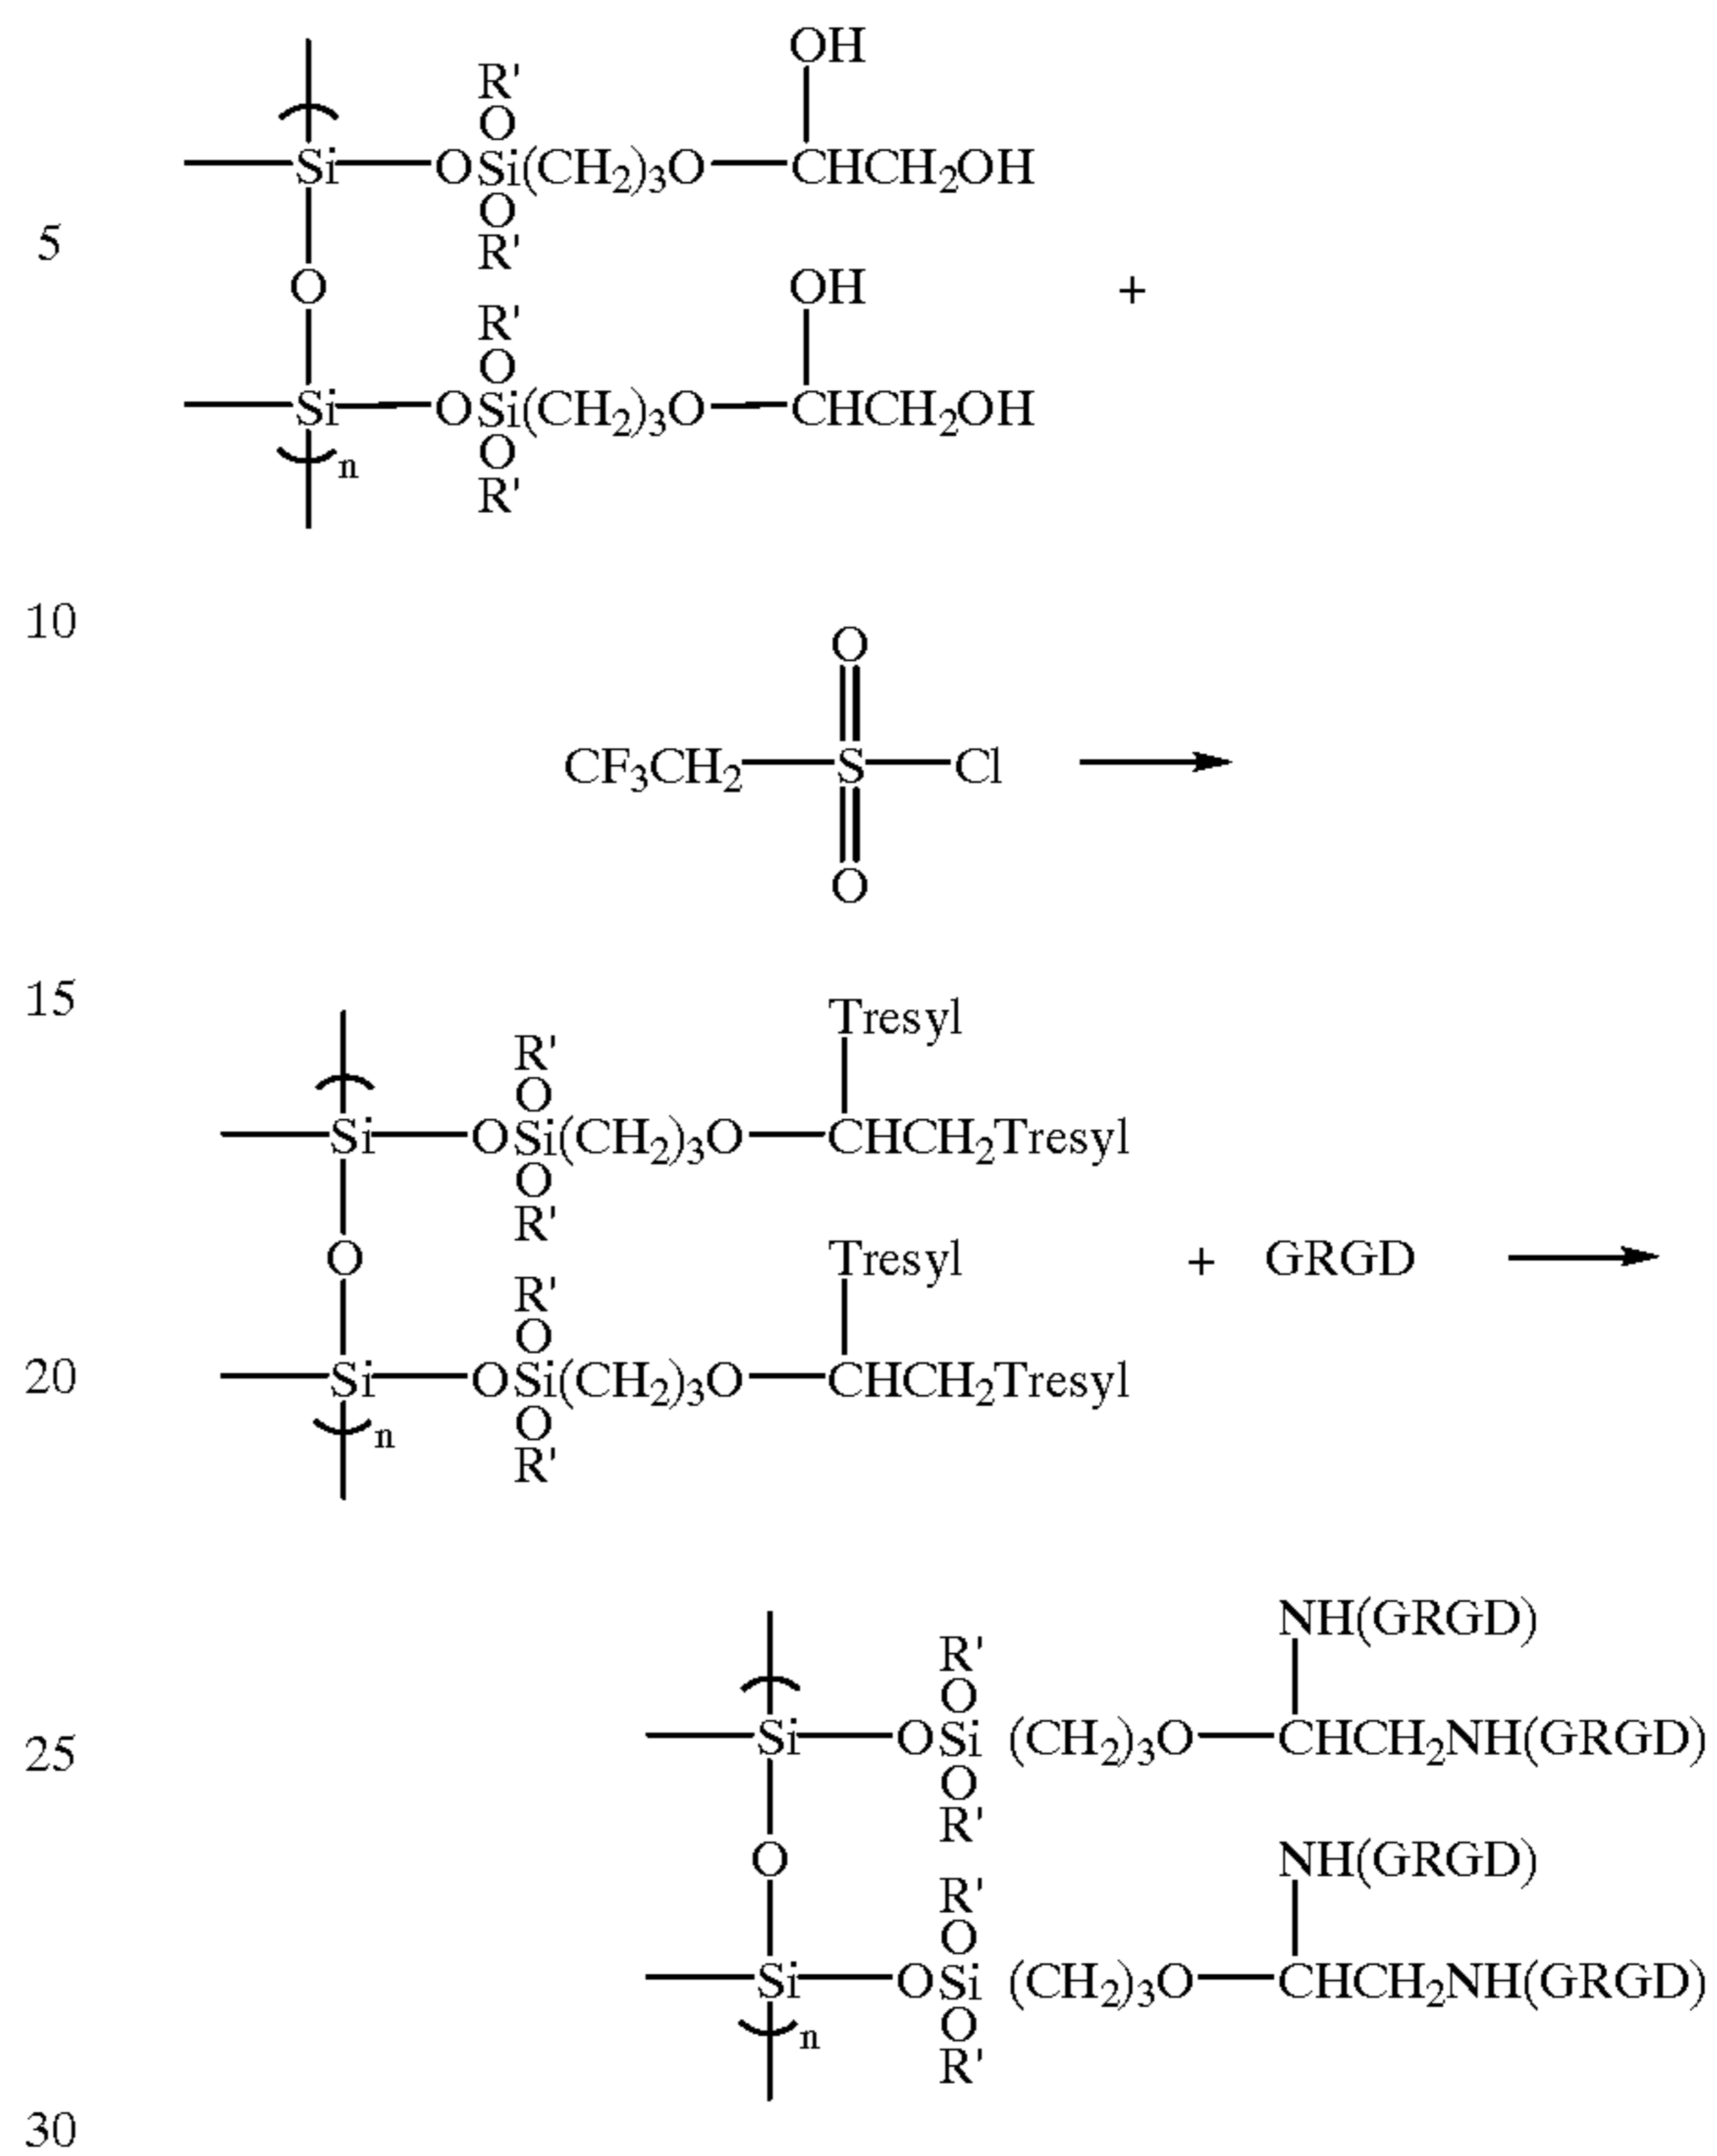 OH
R'
O
Si—OSi(CH₂)₃O—CHCH₂OH
O
5
R'
O
OH
+
R'
O
Si—OSi(CH₂)₃O—CHCH₂OH
O
n
R'
10
O
CF₃CH₂—S—Cl
O
15
Tresyl
R'
O
Si—OSi(CH₂)₃O—CHCH₂Tresyl
O
R'
O
Tresyl
+ GRGD
R'
O
20
Si—OSi(CH₂)₃O—CHCH₂Tresyl
O
n
R'
NH(GRGD)
R'
O
25
Si—OSi (CH₂)₃O—CHCH₂NH(GRGD)
O
R'
O
NH(GRGD)
R'
O
Si—OSi (CH₂)₃O—CHCH₂NH(GRGD)
O
n
R'
30